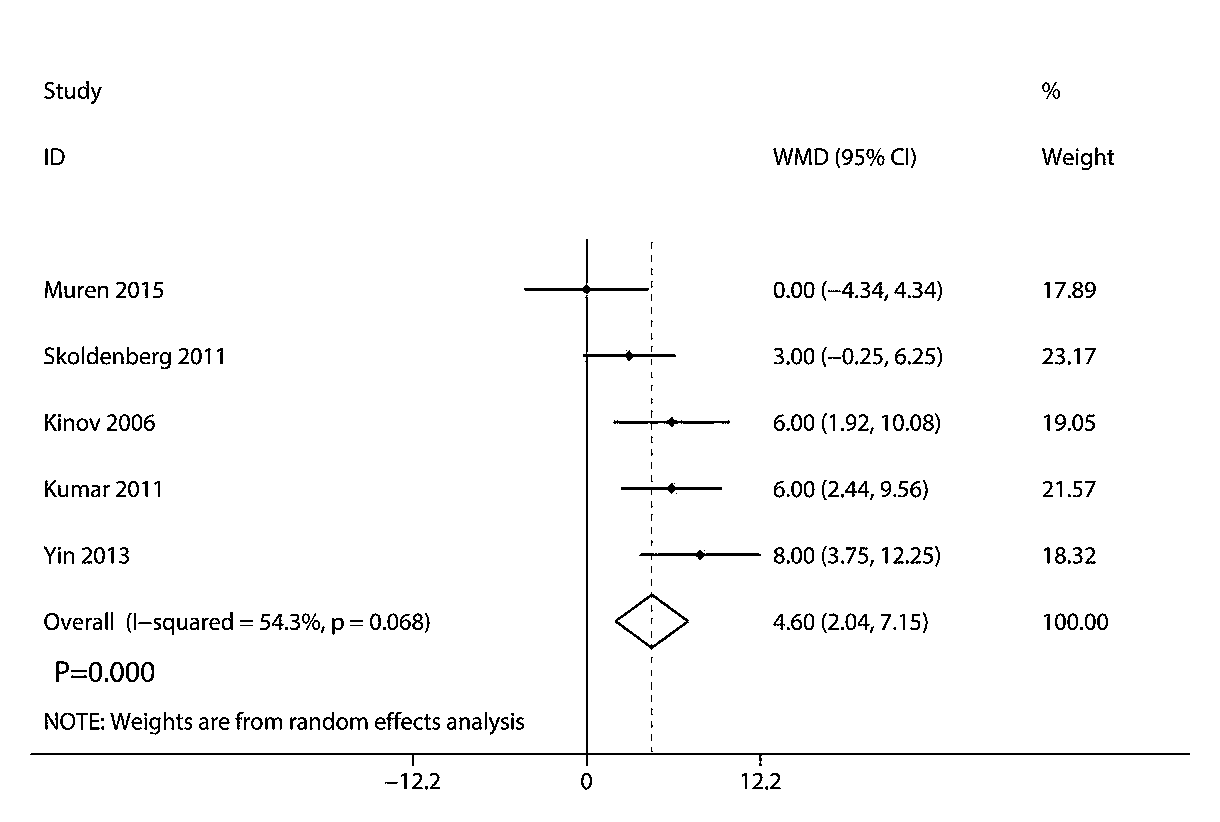 Study %
ID WMD (95% CI) Weight
Muren 2015 0.00 (−4.34, 4.34) 17.89
Skoldenberg 2011 3.00 (−0.25, 6.25) 23.17
Kinov 2006 6.00 (1.92, 10.08) 19.05
Kumar 2011 6.00 (2.44, 9.56) 21.57
Yin 2013 8.00 (3.75, 12.25) 18.32
Overall (I−squared = 54.3%, p = 0.068) 4.60 (2.04, 7.15) 100.00
P=0.000
NOTE: Weights are from random effects analysis
−12.2 0 12.2